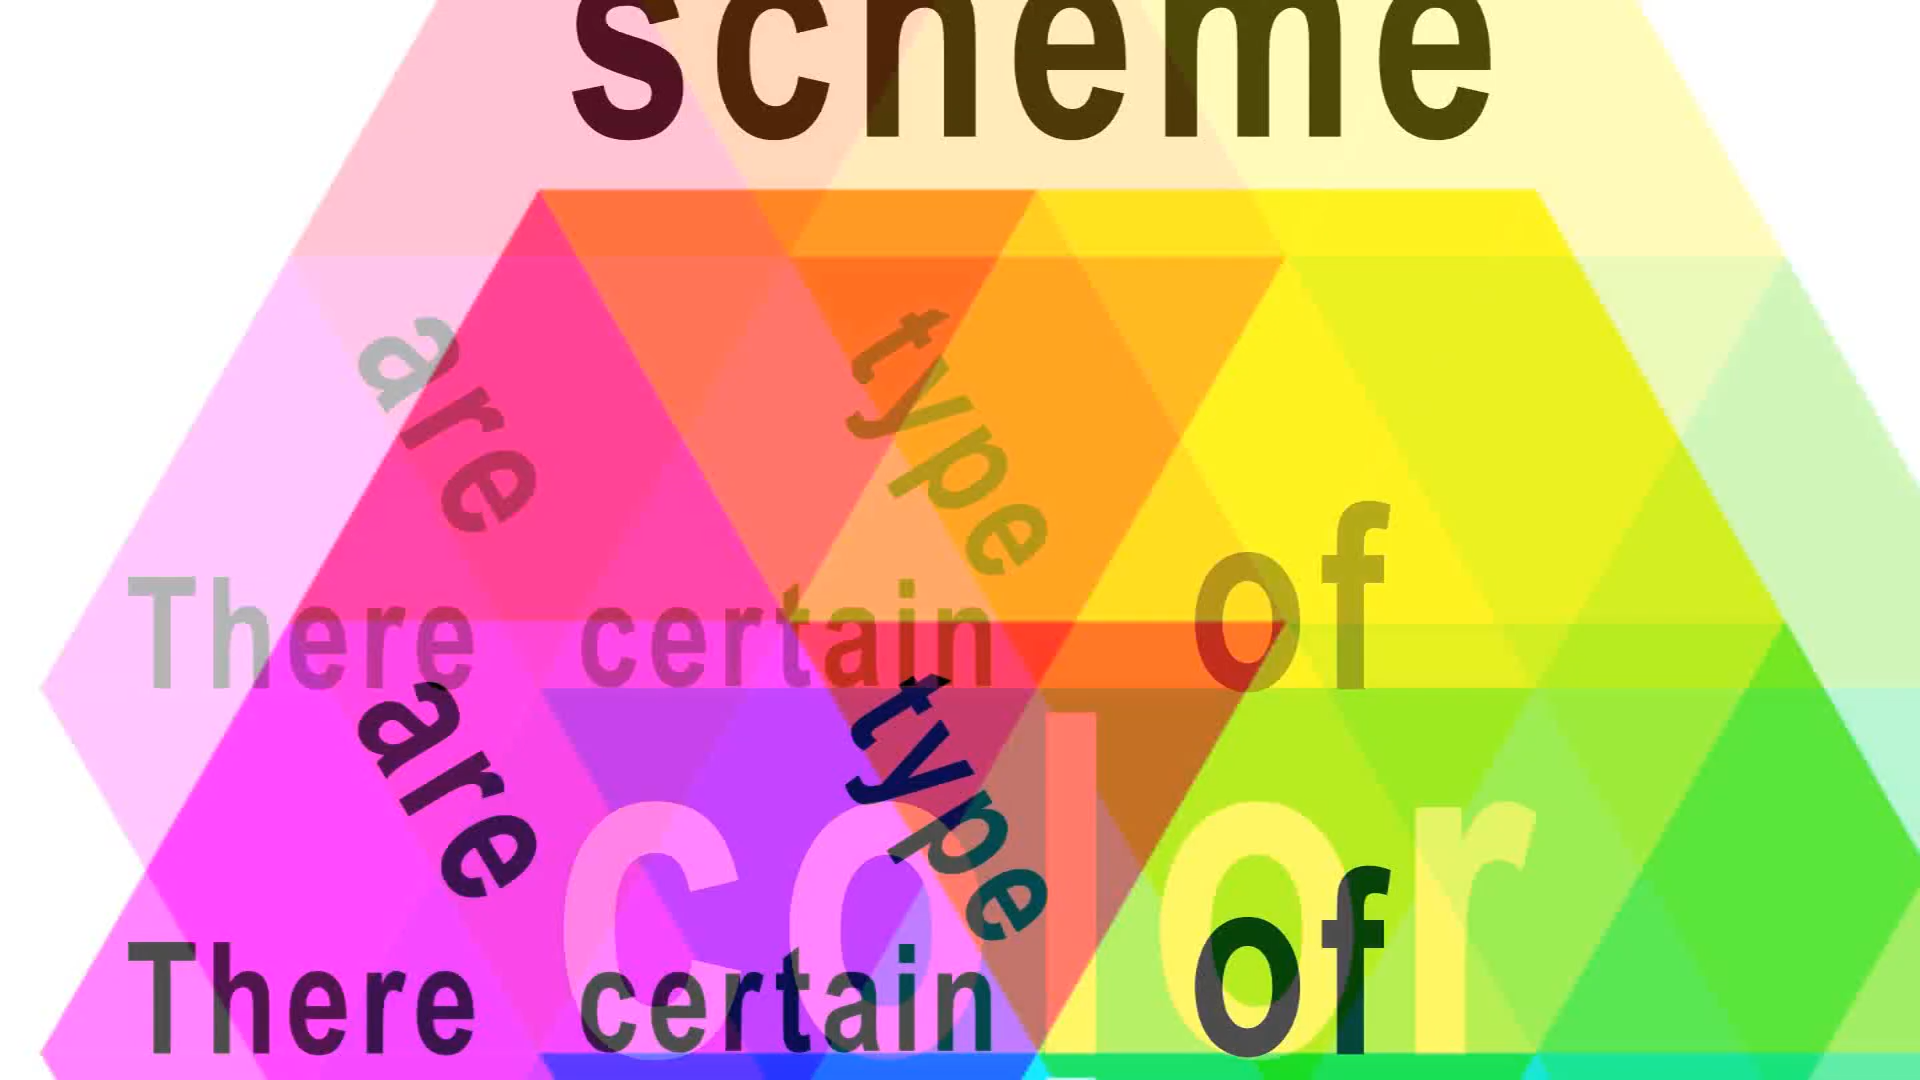 scheme
are type
There certain of
color
are type
There certain of